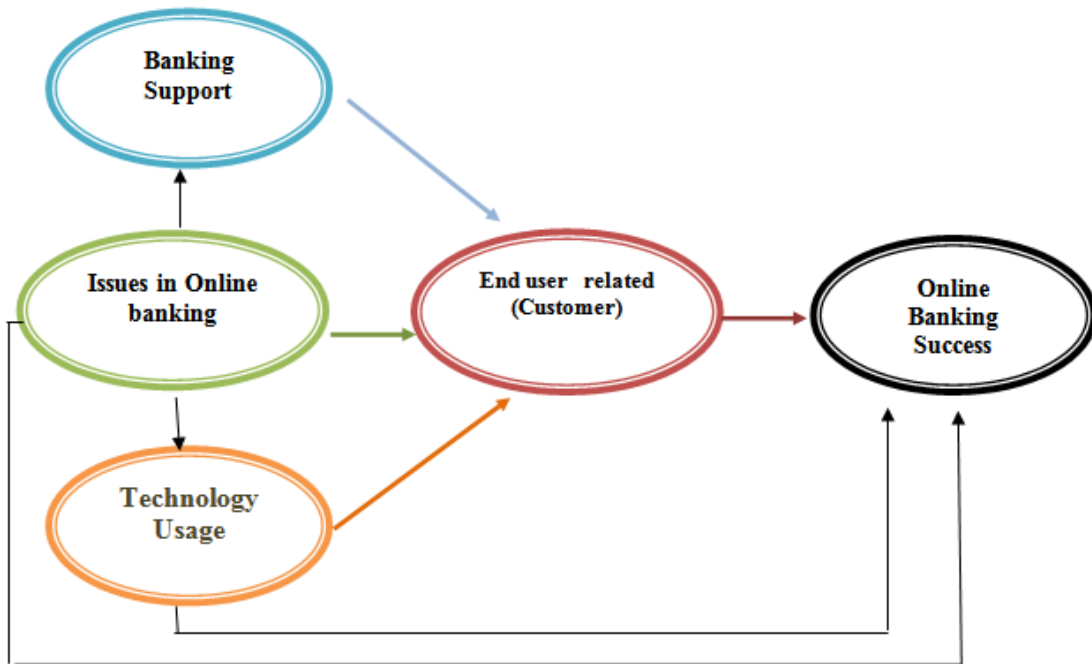 Banking
Support
Issues in Online
banking
End user related
(Customer)
Online
Banking
Success
Technology
Usage